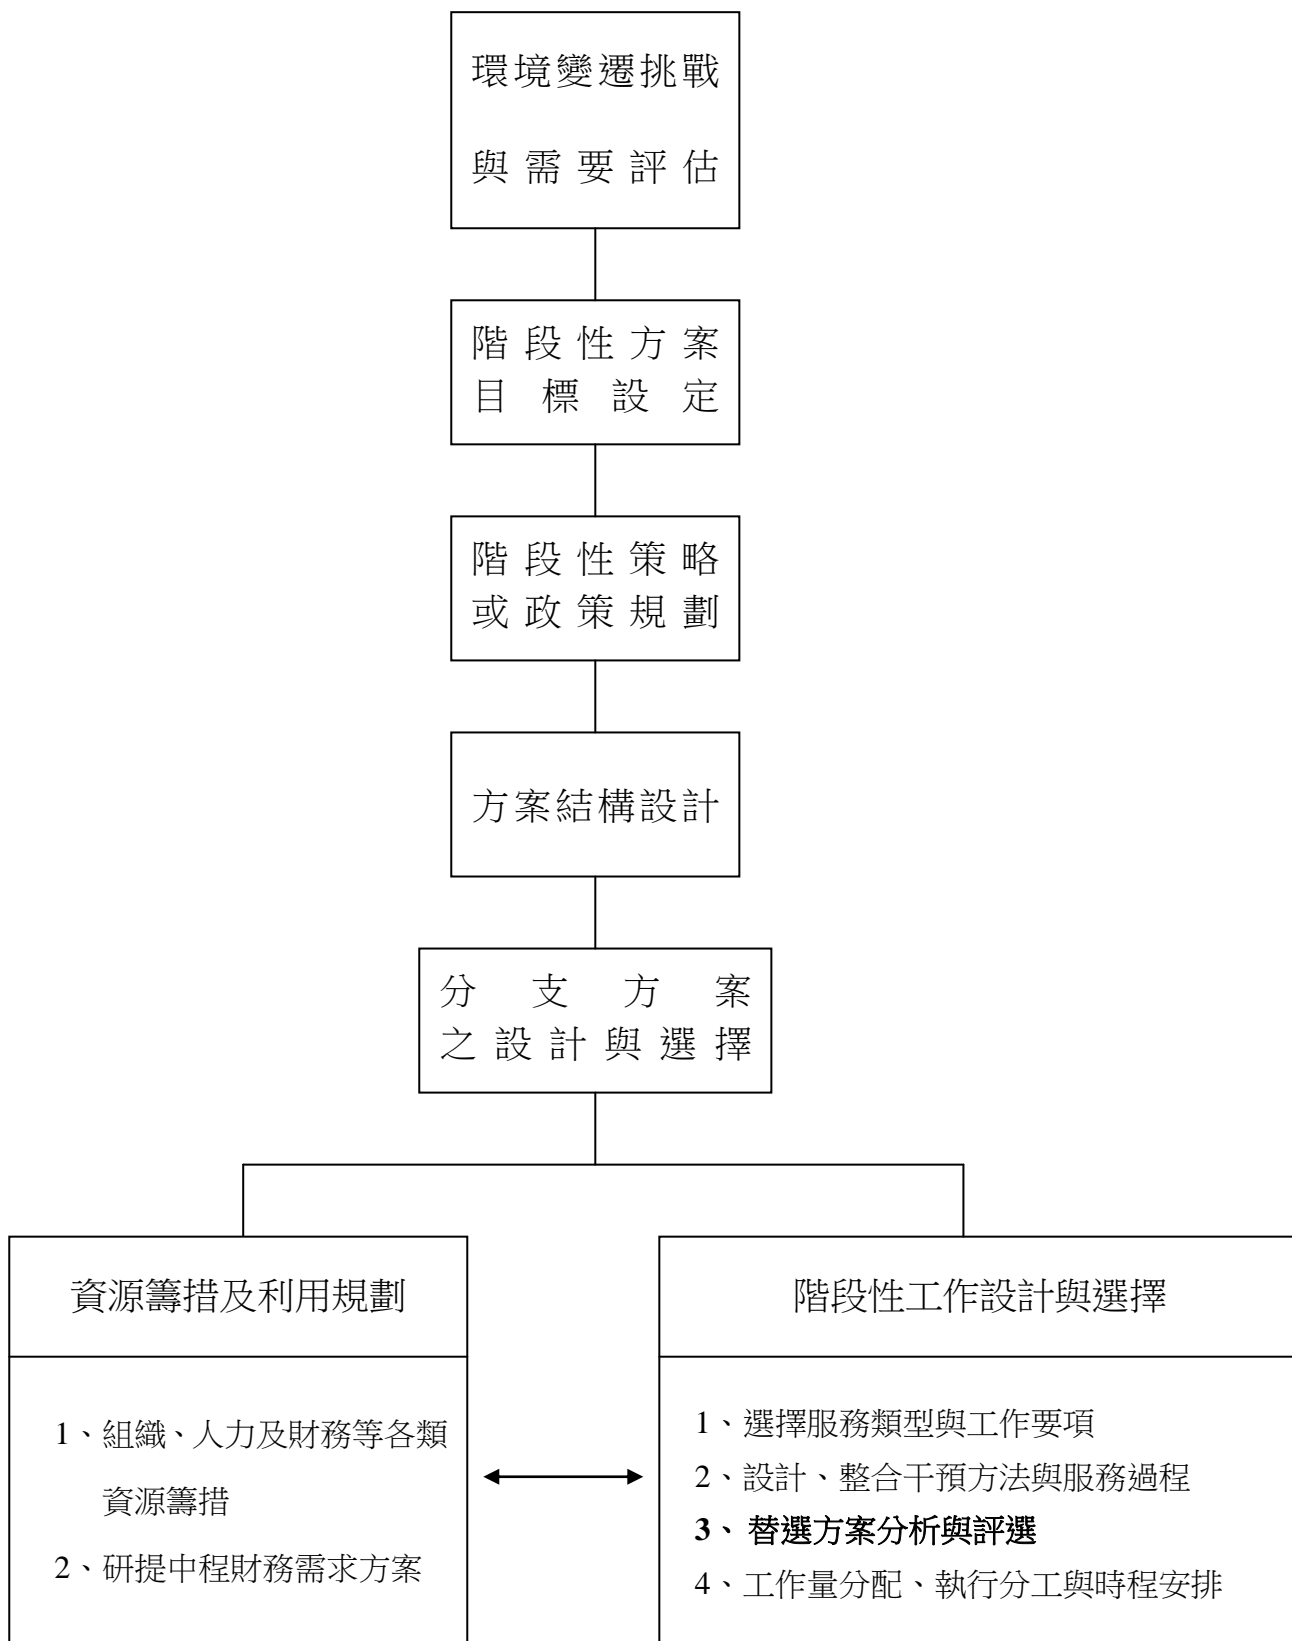 環境變遷挑戰
與需要評估
階段性方案
目標設定
階段性策略
或政策規劃
方案結構設計
分支方案
之設計與選擇
資源籌措及利用規劃
1、組織、人力及財務等各類
資源籌措
2、研提中程財務需求方案
階段性工作設計與選擇
1、選擇服務類型與工作要項
2、設計、整合干預方法與服務過程
3、替選方案分析與評選
4、工作量分配、執行分工與時程安排